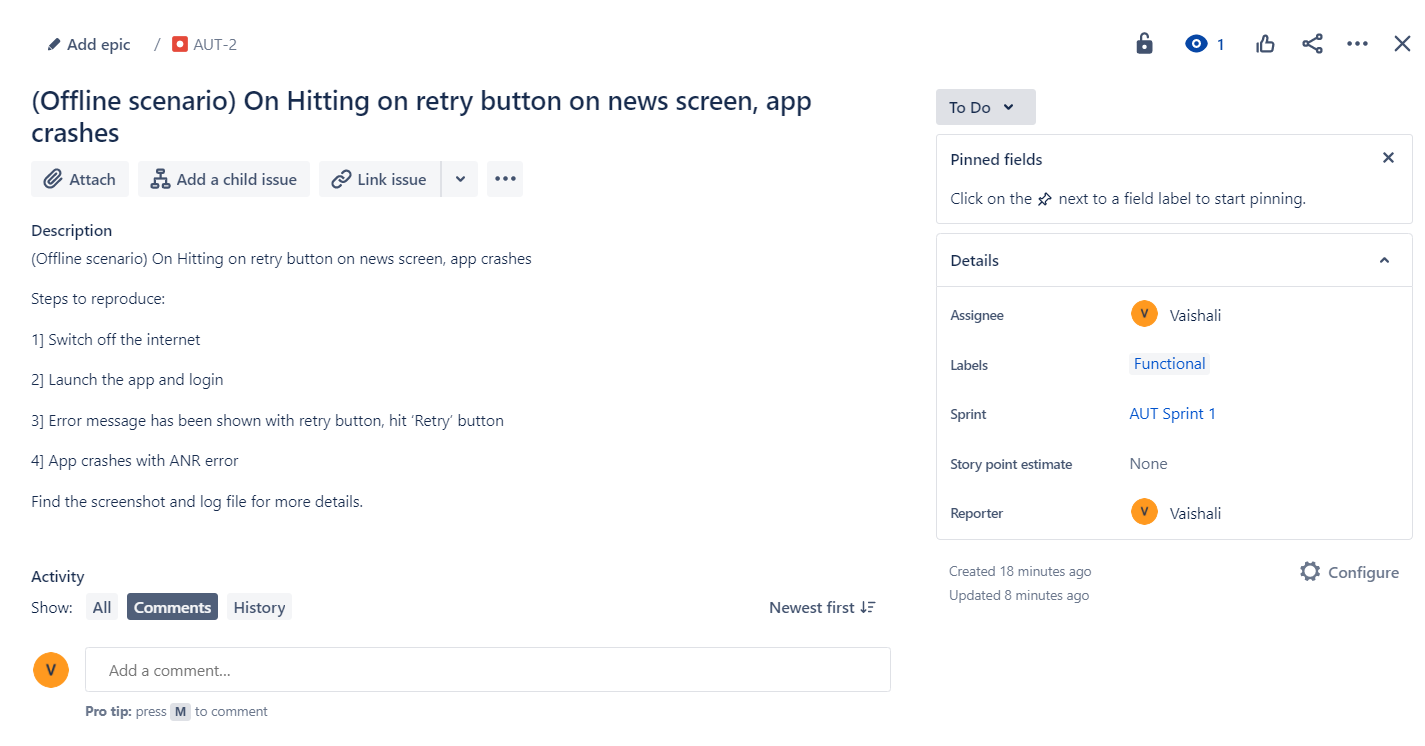 Add epic / AUT-2
1
(Offline scenario) On Hitting on retry button on news screen, app
crashes
Attach
Add a child issue
Link issue
Description
(Offline scenario) On Hitting on retry button on news screen, app crashes
Steps to reproduce:
1] Switch off the internet
2] Launch the app and login
3] Error message has been shown with retry button, hit ‘Retry’ button
4] App crashes with ANR error
Find the screenshot and log file for more details.
Activity
Show: All Comments History
Newest first
V
Add a comment...
Pro tip: press M to comment
To Do
Pinned fields
Click on the next to a field label to start pinning.
Details
Assignee V Vaishali
Labels Functional
Sprint AUT Sprint 1
Story point estimate None
Reporter V Vaishali
Created 18 minutes ago
Updated 8 minutes ago
Configure